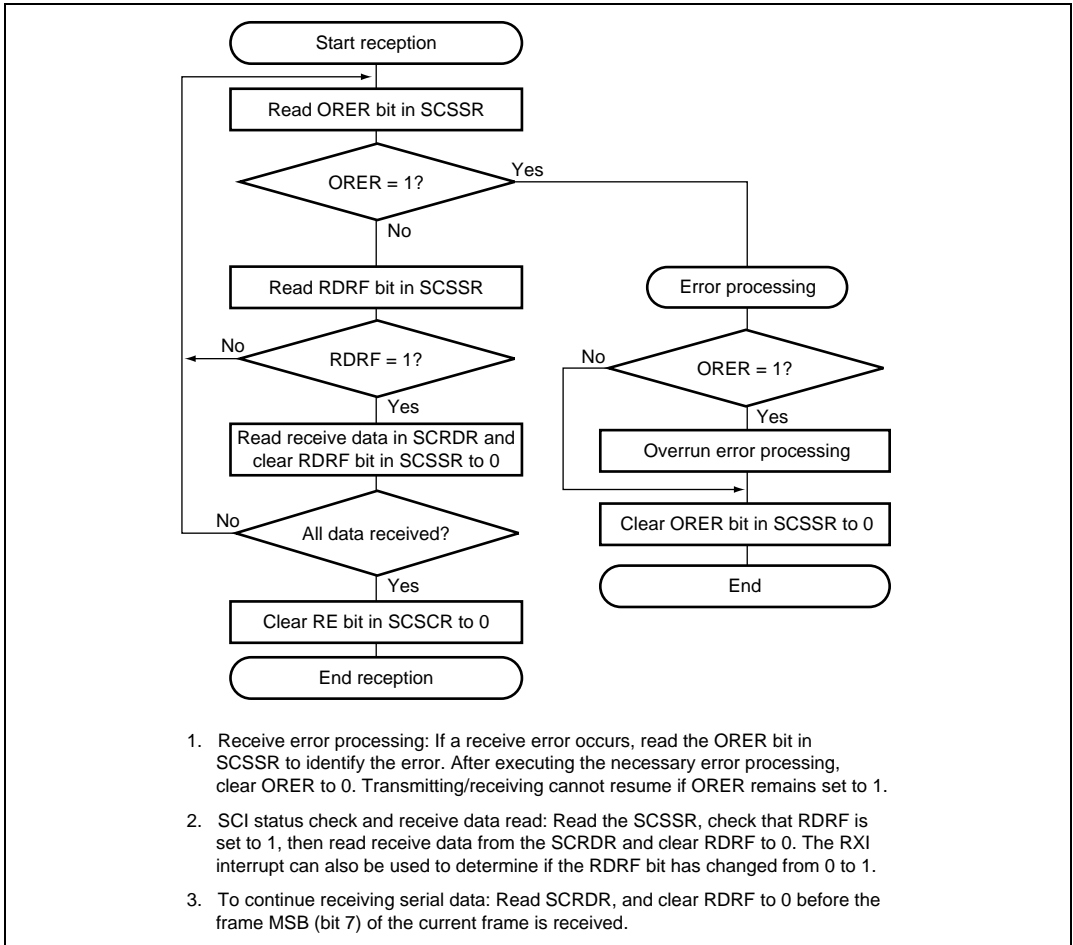 Start reception
Read ORER bit in SCSSR
ORER = 1?
Yes
No
Read RDRF bit in SCSSR
RDRF = 1?
No
Yes
Read receive data in SCRDR and
clear RDRF bit in SCSSR to 0
All data received?
No
Yes
Clear RE bit in SCSCR to 0
End reception
Error processing
ORER = 1?
No
Yes
Overrun error processing
Clear ORER bit in SCSSR to 0
End
1. Receive error processing: If a receive error occurs, read the ORER bit in
SCSSR to identify the error. After executing the necessary error processing,
clear ORER to 0. Transmitting/receiving cannot resume if ORER remains set to 1.
2. SCI status check and receive data read: Read the SCSSR, check that RDRF is
set to 1, then read receive data from the SCRDR and clear RDRF to 0. The RXI
interrupt can also be used to determine if the RDRF bit has changed from 0 to 1.
3. To continue receiving serial data: Read SCRDR, and clear RDRF to 0 before the
frame MSB (bit 7) of the current frame is received.